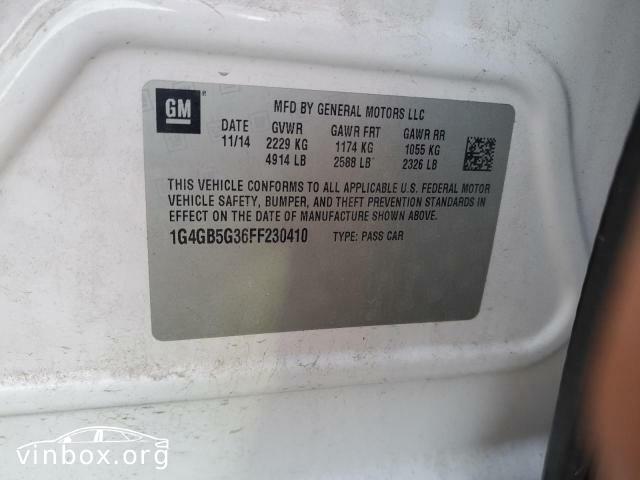 GM
MFD BY GENERAL MOTORS LLC
DATE GVWR GAWR FRT GAWR RR
11/14 2229 KG 1174 KG 1055 KG
4914 LB 2588 LB 2326 LB
THIS VEHICLE CONFORMS TO ALL APPLICABLE U.S. FEDERAL MOTOR
VEHICLE SAFETY, BUMPER, AND THEFT PREVENTION STANDARDS IN
EFFECT ON THE DATE OF MANUFACTURE SHOWN ABOVE.
1G4GB5G36FF230410 TYPE: PASS CAR
vinbox.org